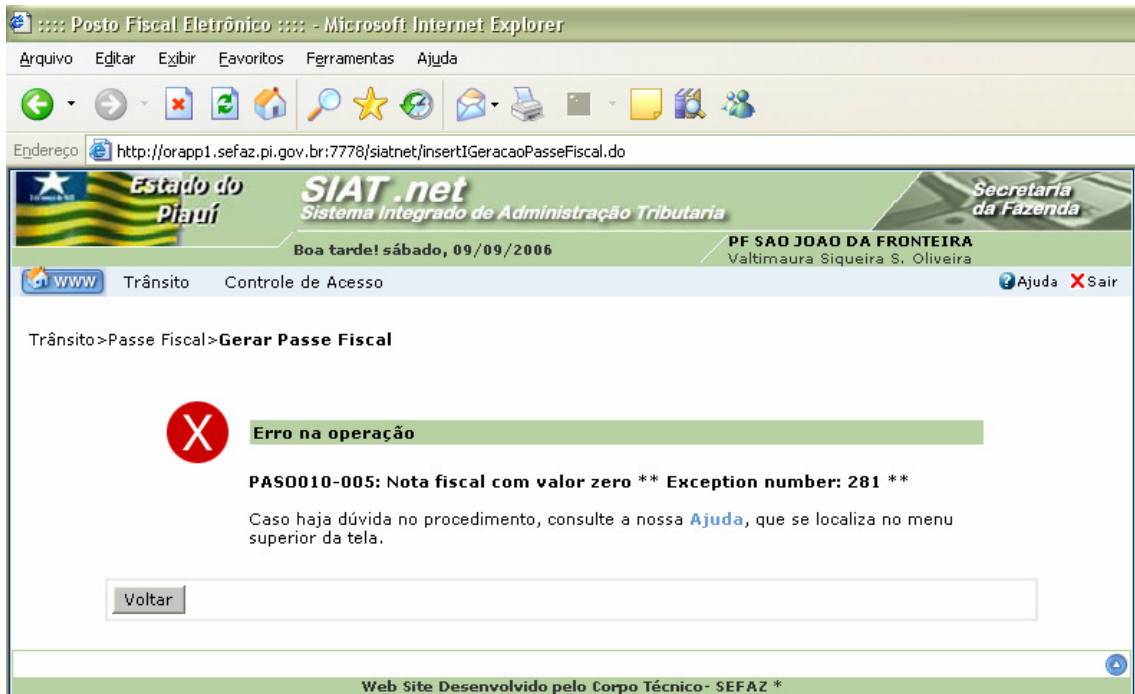 :::: Posto Fiscal Eletrônico :::: - Microsoft Internet Explorer
Arquivo Editar Exibir Favoritos Ferramentas Ajuda
Endereço http://orapp1.sefaz.pi.gov.br:7778/siatnet/insertIGeracaoPasseFiscal.do
Estado do Piauí
SIAT.net
Sistema Integrado de Administração Tributaria
Secretaria da Fazenda
Boa tarde! sábado, 09/09/2006
PF SAO JOAO DA FRONTEIRA
Valtimaura Siqueira S. Oliveira
www Trânsito Controle de Acesso Ajuda Sair
Trânsito>Passe Fiscal>Gerar Passe Fiscal
X
Erro na operação
PASO010-005: Nota fiscal com valor zero ** Exception number: 281 **
Caso haja dúvida no procedimento, consulte a nossa Ajuda, que se localiza no menu
superior da tela.
Voltar
Web Site Desenvolvido pelo Corpo Técnico- SEFAZ *